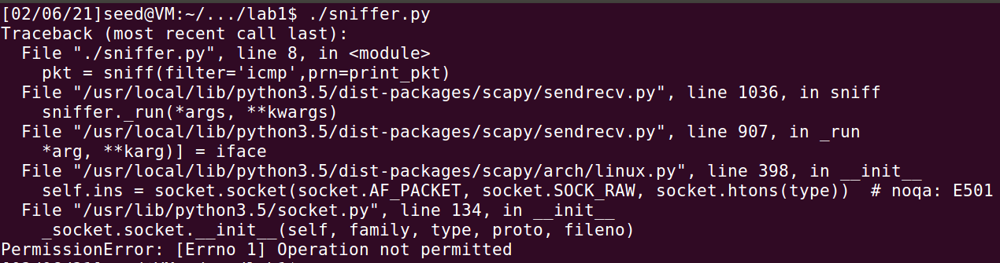 [02/06/21]seed@VM:~/.../lab1$ ./sniffer.py
Traceback (most recent call last):
  File "./sniffer.py", line 8, in <module>
    pkt = sniff(filter='icmp',prn=print_pkt)
  File "/usr/local/lib/python3.5/dist-packages/scapy/sendrecv.py", line 1036, in sniff
    sniffer._run(*args, **kwargs)
  File "/usr/local/lib/python3.5/dist-packages/scapy/sendrecv.py", line 907, in _run
    *arg, **karg)] = iface
  File "/usr/local/lib/python3.5/dist-packages/scapy/arch/linux.py", line 398, in __init__
    self.ins = socket.socket(socket.AF_PACKET, socket.SOCK_RAW, socket.htons(type))  # noqa: E501
  File "/usr/lib/python3.5/socket.py", line 134, in __init__
    _socket.socket.__init__(self, family, type, proto, fileno)
PermissionError: [Errno 1] Operation not permitted